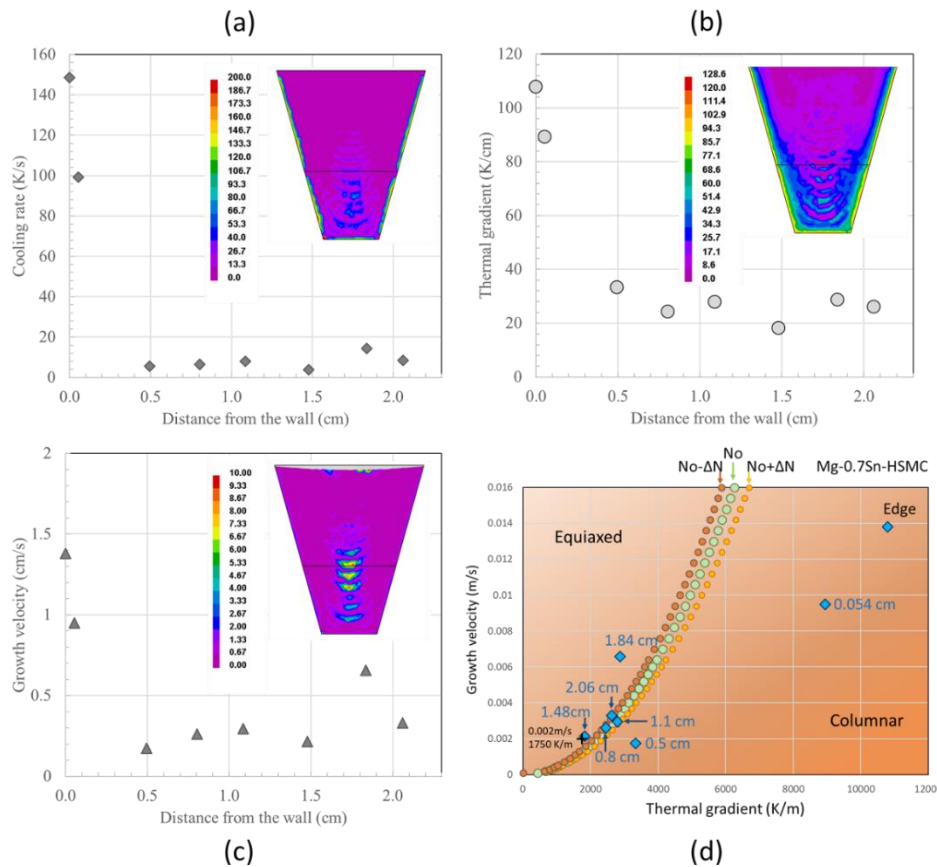 (a)
160
140
120
100
80
60
40
20
0
Cooling rate (K/s)
0.0 0.5 1.0 1.5 2.0
Distance from the wall (cm)
200.0
186.7
173.3
160.0
146.7
133.3
120.0
106.7
93.3
80.0
66.7
53.3
40.0
26.7
13.3
0.0
(b)
120
100
80
60
40
20
0
Thermal gradient (K/cm)
0.0 0.5 1.0 1.5 2.0
Distance from the wall (cm)
128.6
120.0
111.4
102.9
94.3
85.7
77.1
68.6
60.0
51.4
42.9
34.3
25.7
17.1
8.6
0.0
2
1.5
1
0.5
0
Growth velocity (cm/s)
0.0 0.5 1.0 1.5 2.0
Distance from the wall (cm)
10.00
9.33
8.67
8.00
7.33
6.67
6.00
5.33
4.67
4.00
3.33
2.67
2.00
1.33
0.67
0.00
(c)
No
No-ΔN No+ΔN Mg-0.7Sn-HSMC
0.016
0.014
0.012
0.01
0.008
0.006
0.004
0.002
0
Growth velocity (m/s)
Equiaxed
Edge
0.054 cm
1.84 cm
2.06 cm
1.48cm
0.002m/s
1750 K/m
1.1 cm
0.8 cm
0.5 cm
Columnar
0 2000 4000 6000 8000 10000 1200
Thermal gradient (K/m)
(d)